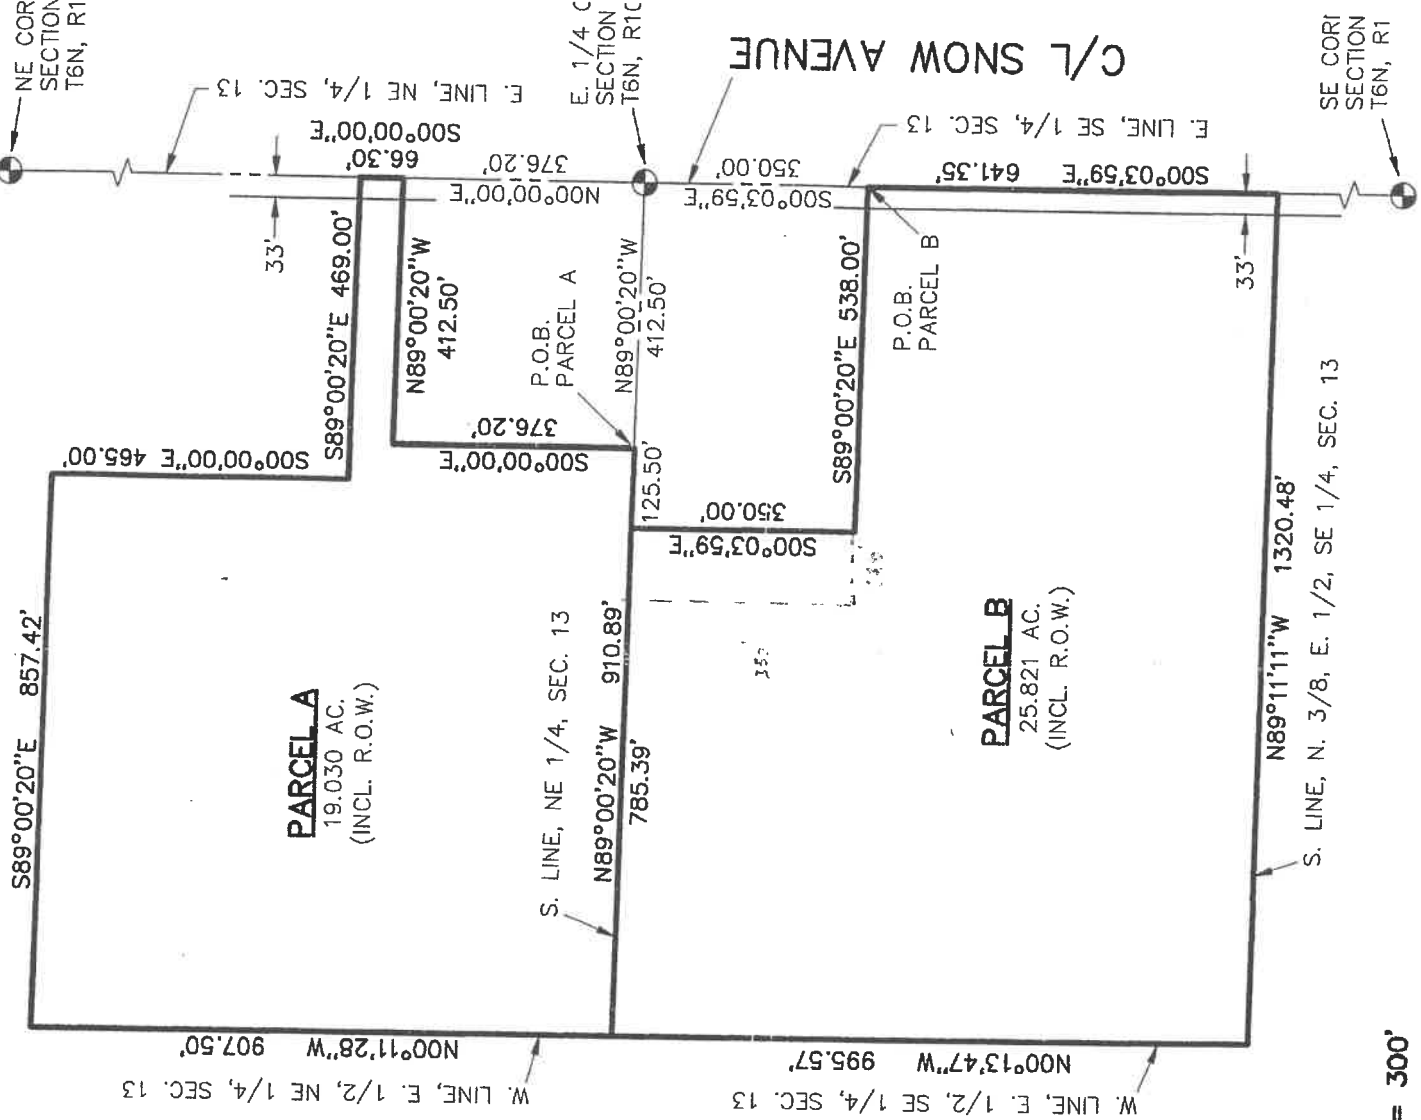 NE COR
SECTION
T6N, R1
E. LINE, NE 1/4, SEC. 13
E. 1/4 C
SECTION
T6N, R10
C/L SNOW AVENUE
E. LINE, SE 1/4, SEC. 13
SE CORI
SECTION
T6N, R1
S00°00'00"E
66.30'
376.20'
N00°00'00"E
350.00'
S00°03'59"E
641.35'
S00°03'59"E
33'
33'
S89°00'20"E 469.00'
N89°00'20"W
412.50'
P.O.B.
PARCEL A
N89°00'20"W
412.50'
S89°00'20"E 538.00'
P.O.B.
PARCEL B
S00°00'00"E 465.00'
376.20'
S00°00'00"E
125.50'
350.00'
S00°03'59"E
S89°00'20"E 857.42'
PARCEL A
19.030 AC.
(INCL. R.O.W.)
S. LINE, NE 1/4, SEC. 13
N89°00'20"W 910.89'
785.39'
PARCEL B
25.821 AC.
(INCL. R.O.W.)
N89°11'11"W 1320.48'
S. LINE, N. 3/8, E. 1/2, SE 1/4, SEC. 13
N00°11'28"W 907.50'
W. LINE, E. 1/2, NE 1/4, SEC. 13
N00°13'47"W 995.57'
W. LINE, E. 1/2, SE 1/4, SEC. 13
= 300'